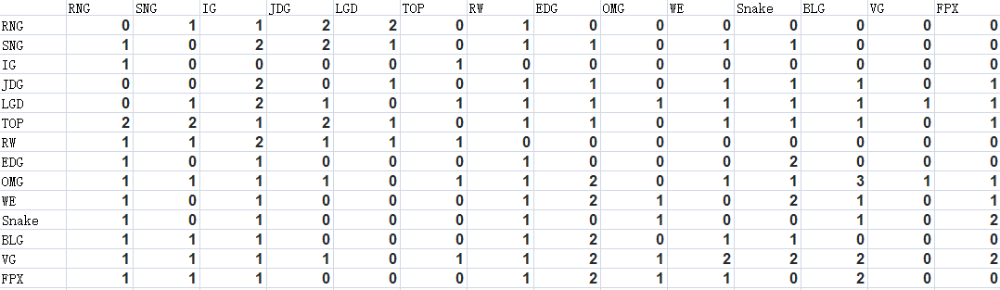 RNG SNG IG JDG LGD TOP RW EDG OMG WE Snake BLG VG FPX
RNG 0 1 1 2 2 0 1 0 0 0 0 0 0 0
SNG 1 0 2 2 1 0 1 0 1 0 1 1 0 0
IG 1 0 0 0 0 1 0 0 0 0 0 0 0 0
JDG 0 0 2 0 1 0 1 1 0 1 1 1 0 1
LGD 0 1 2 1 0 1 1 1 1 1 1 1 1 1
TOP 2 2 1 2 1 0 1 1 0 1 1 1 0 1
RW 1 1 2 1 1 1 0 0 0 0 0 0 0 0
EDG 1 0 1 0 0 0 1 0 0 0 2 0 0 0
OMG 1 1 1 1 0 1 1 2 0 1 1 3 1 1
WE 1 0 1 0 0 0 1 2 1 0 2 1 0 1
Snake 1 0 1 0 0 0 1 0 1 0 0 1 0 2
BLG 1 1 1 0 0 0 1 2 0 1 1 0 0 0
VG 1 1 1 1 1 1 1 2 1 2 2 2 0 2
FPX 1 1 1 0 0 0 1 2 1 1 0 2 0 0